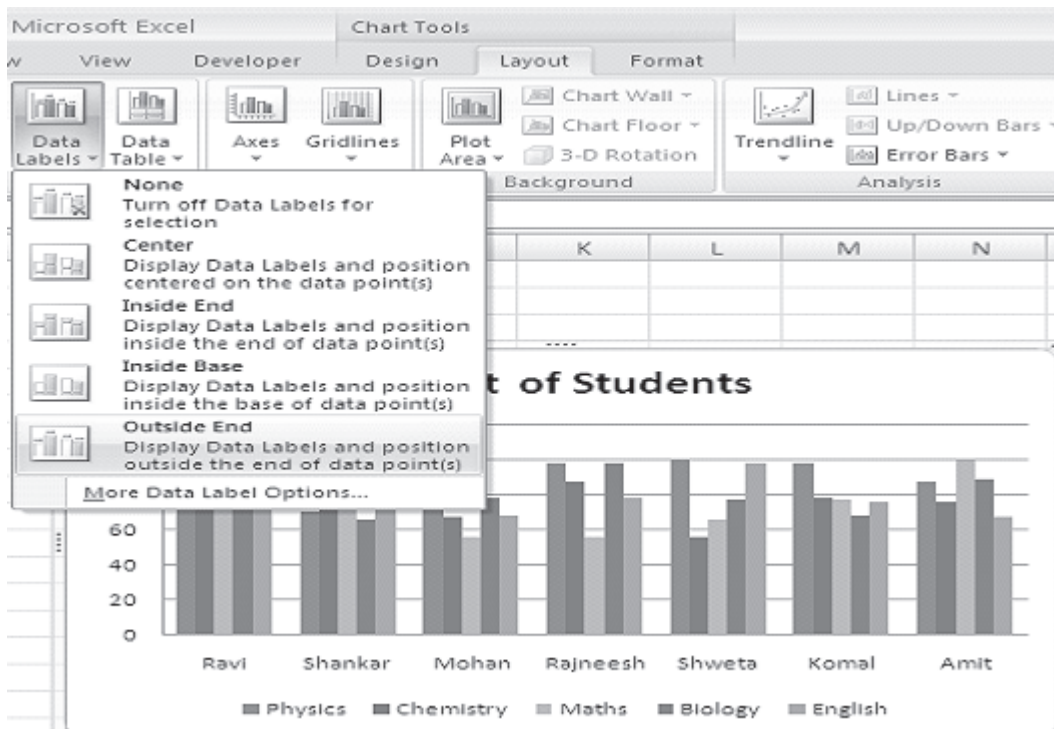 Microsoft Excel
Chart Tools
w
View
Developer
Design
Layout
Format
Data Labels
Data Table
Axes
Gridlines
Plot Area
Chart Wall
Chart Floor
3-D Rotation
Trendline
Lines
Up/Down Bars
Error Bars
Background
Analysis
None
Turn off Data Labels for
selection
Center
Display Data Labels and position
centered on the data point(s)
Inside End
Display Data Labels and position
inside the end of data point(s)
Inside Base
Display Data Labels and position
inside the base of data point(s)
Outside End
Display Data Labels and position
outside the end of data point(s)
More Data Label Options...
K L M N
t of Students
60
40
20
0
Ravi Shankar Mohan Rajneesh Shweta Komal Amit
Physics Chemistry Maths Biology English